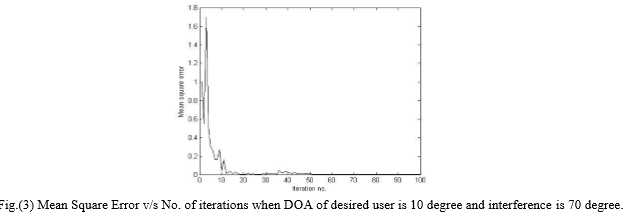 1.8
1.6
1.4
1.2
1
0.8
0.6
0.4
0.2
0
Mean square error
0 10 20 30 40 50 60 70 80 90 100
Iteration no.
Fig.(3) Mean Square Error v/s No. of iterations when DOA of desired user is 10 degree and interference is 70 degree.